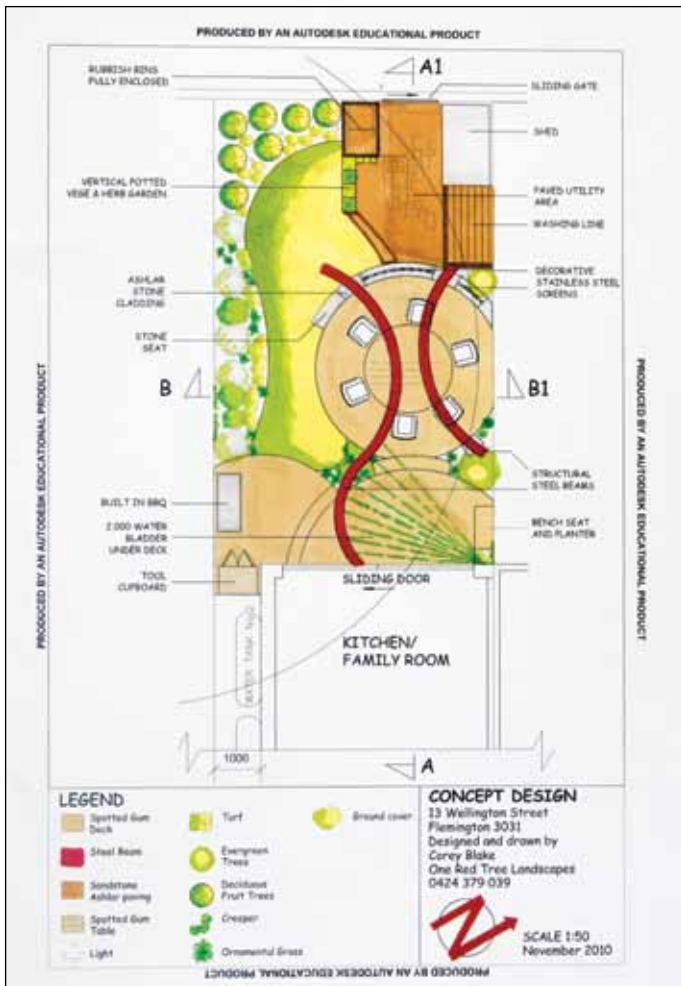 PRODUCED BY AN AUTODESK EDUCATIONAL PRODUCT
A1
RUBBISH BINS
FULLY ENCLOSED
SLIDING GATE
SHED
VERTICAL POTTED
VEGE & HERB GARDEN
PAVED UTILITY
AREA
WASHING LINE
ASHLAR
STONE
CLADDING
DECORATIVE
STAINLESS STEEL
SCREENS
STONE
SEAT
B
B1
PRODUCED BY AN AUTODESK EDUCATIONAL PRODUCT
PRODUCED BY AN AUTODESK EDUCATIONAL PRODUCT
STRUCTURAL
STEEL BEAMS
BUILT IN BBQ
2.000 WATER
BLADDER
UNDER DECK
BENCH SEAT
AND PLANTER
TOOL
CUPBOARD
SLIDING DOOR
KITCHEN/
FAMILY ROOM
WATER TANK
1000
A
LEGEND
Spotted Gum
Deck
Steel Beam
Sandstone
Ashlar paving
Spotted Gum
Table
Light
Turf
Evergreen
Trees
Deciduous
Fruit Trees
Creeper
Ornamental Grass
Ground cover
CONCEPT DESIGN
13 Wellington Street
Flemington 3031
Designed and drawn by
Corey Blake
One Red Tree Landscapes
0424 379 039
N
SCALE 1:50
November 2010
PRODUCED BY AN AUTODESK EDUCATIONAL PRODUCT